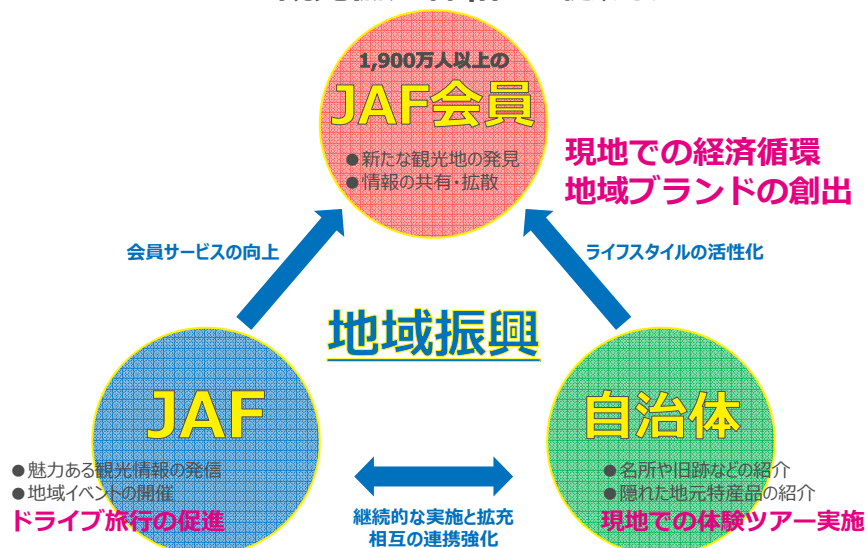 1,900万人以上の
JAF会員
●新たな観光地の発見
●情報の共有・拡散
現地での経済循環
地域ブランドの創出
会員サービスの向上
ライフスタイルの活性化
地域振興
JAF
自治体
●魅力ある観光情報の発信
●地域イベントの開催
ドライブ旅行の促進
●名所や旧跡などの紹介
●隠れた地元特産品の紹介
現地での体験ツアー実施
継続的な実施と拡充
相互の連携強化